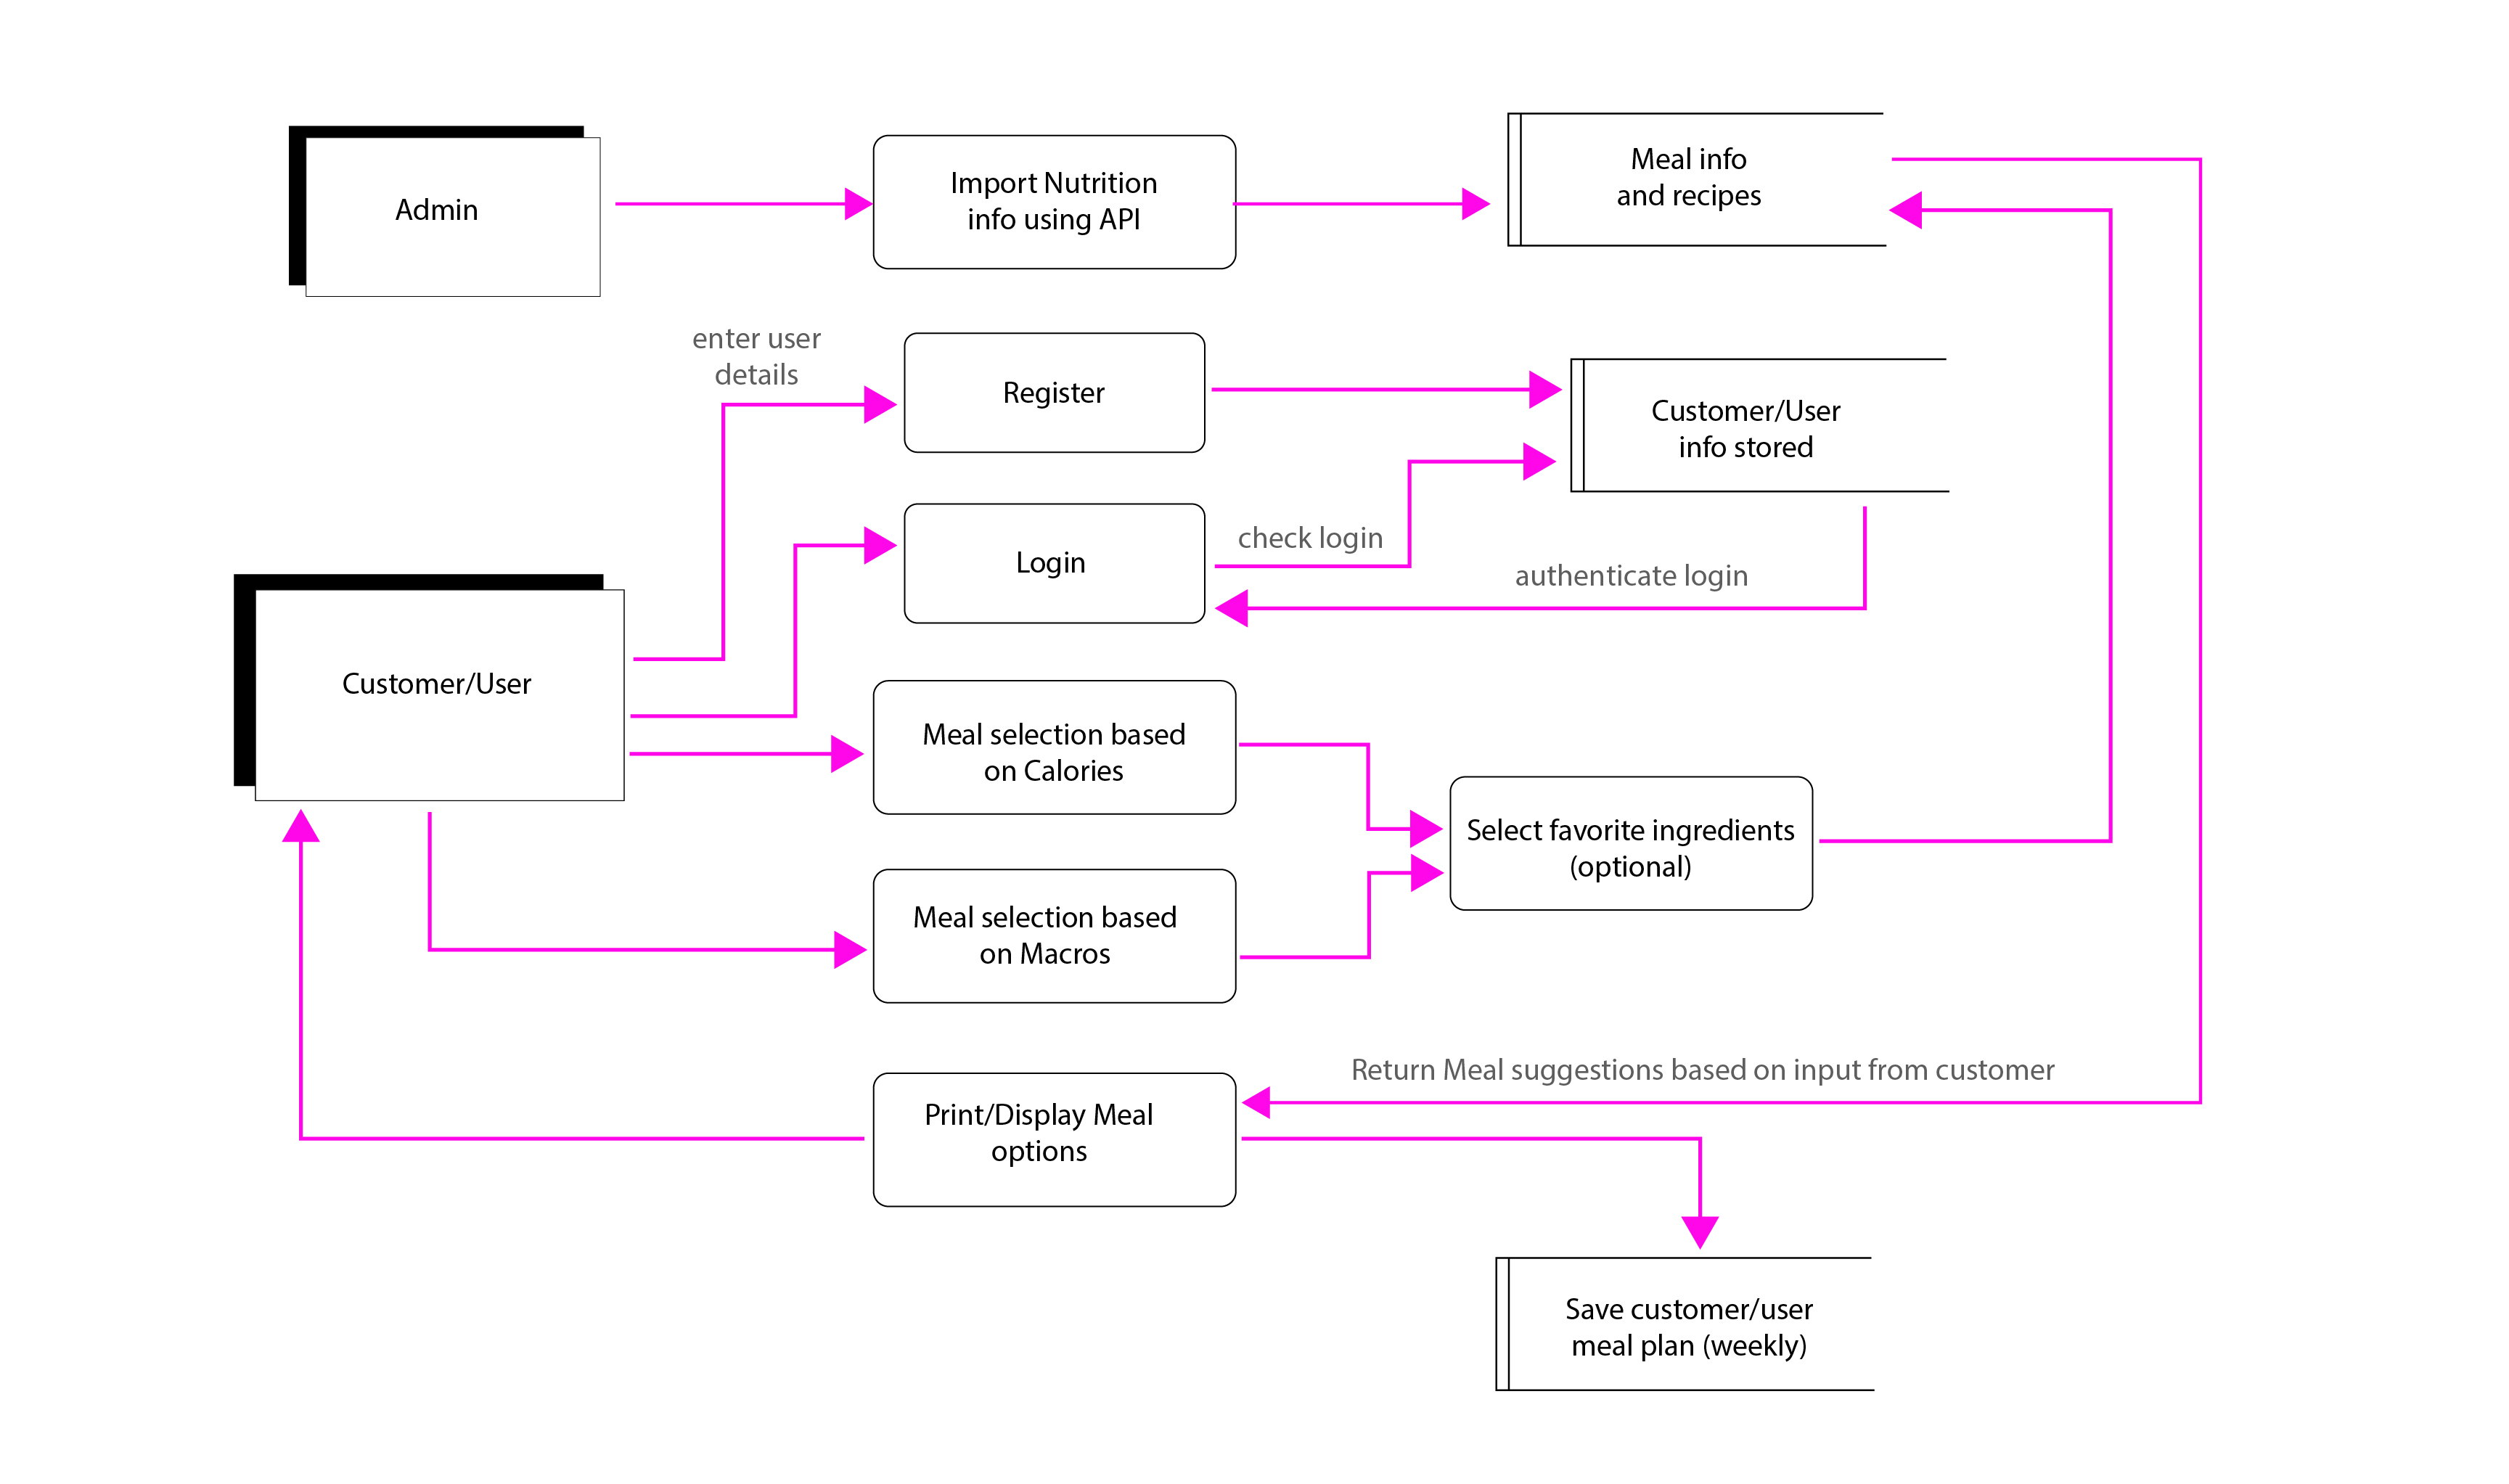 Admin
Import Nutrition
info using API
Meal info
and recipes
enter user
details
Register
Customer/User
info stored
Login
check login
authenticate login
Customer/User
Meal selection based
on Calories
Select favorite ingredients
(optional)
Meal selection based
on Macros
Return Meal suggestions based on input from customer
Print/Display Meal
options
Save customer/user
meal plan (weekly)